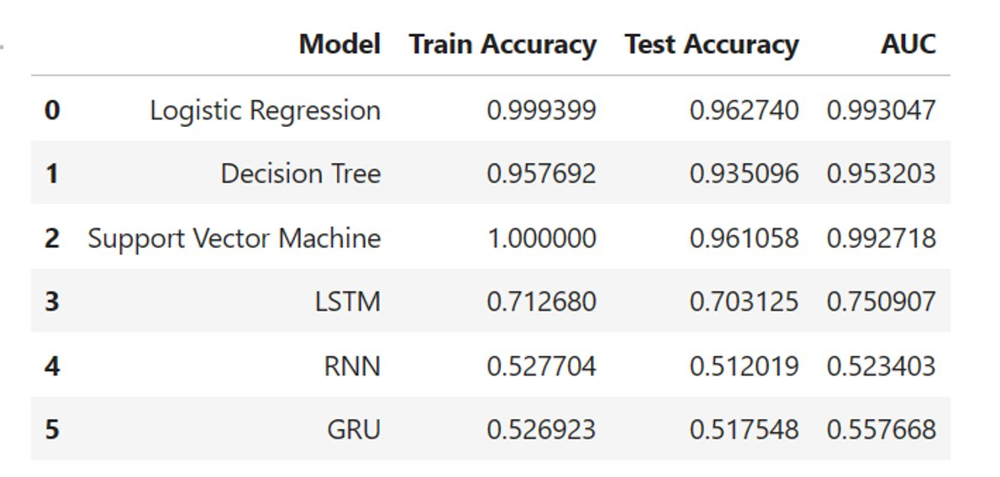 Model Train Accuracy Test Accuracy AUC
0 Logistic Regression 0.999399 0.962740 0.993047
1 Decision Tree 0.957692 0.935096 0.953203
2 Support Vector Machine 1.000000 0.961058 0.992718
3 LSTM 0.712680 0.703125 0.750907
4 RNN 0.527704 0.512019 0.523403
5 GRU 0.526923 0.517548 0.557668